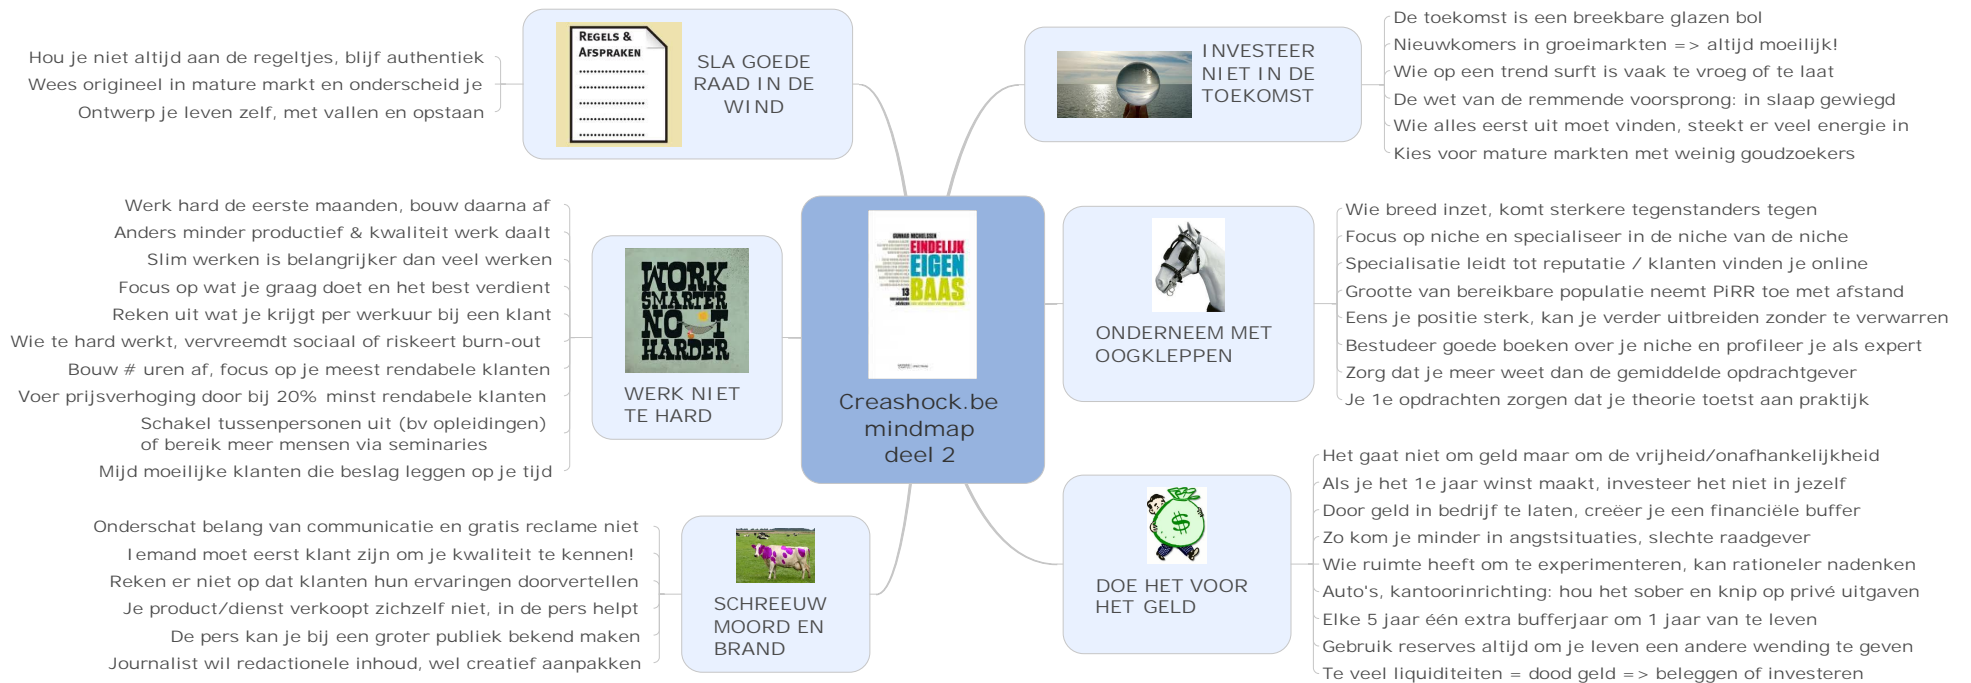 REGELS &
AFSPRAKEN
SLA GOEDE
RAAD IN DE
WIND
Hou je niet altijd aan de regeltjes, blijf authentiek
Wees origineel in mature markt en onderscheid je
Ontwerp je leven zelf, met vallen en opstaan
INVESTEER
NIET IN DE
TOEKOMST
De toekomst is een breekbare glazen bol
Nieuwkomers in groeimarkten => altijd moeilijk!
Wie op een trend surft is vaak te vroeg of te laat
De wet van de remmende voorsprong: in slaap gewiegd
Wie alles eerst uit moet vinden, steekt er veel energie in
Kies voor mature markten met weinig goudzoekers
WORK
SMARTER
NOT
HARDER
WERK NIET
TE HARD
Werk hard de eerste maanden, bouw daarna af
Anders minder productief & kwaliteit werk daalt
Slim werken is belangrijker dan veel werken
Focus op wat je graag doet en het best verdient
Reken uit wat je krijgt per werkuur bij een klant
Wie te hard werkt, vervreemdt sociaal of riskeert burn-out
Bouw # uren af, focus op je meest rendabele klanten
Voer prijsverhoging door bij 20% minst rendabele klanten
Schakel tussenpersonen uit (bv opleidingen)
of bereik meer mensen via seminaries
Mijd moeilijke klanten die beslag leggen op je tijd
GUNNAR MICHIELSSEN
EINDELIJK
EIGEN
BAAS
13
Creashock.be
mindmap
deel 2
ONDERNEEM MET
OOGKLEPPEN
Wie breed inzet, komt sterkere tegenstanders tegen
Focus op niche en specialiseer in de niche van de niche
Specialisatie leidt tot reputatie / klanten vinden je online
Grootte van bereikbare populatie neemt PiRR toe met afstand
Eens je positie sterk, kan je verder uitbreiden zonder te verwarren
Bestudeer goede boeken over je niche en profileer je als expert
Zorg dat je meer weet dan de gemiddelde opdrachtgever
Je 1e opdrachten zorgen dat je theorie toetst aan praktijk
SCHREEUW
MOORD EN
BRAND
Onderschat belang van communicatie en gratis reclame niet
Iemand moet eerst klant zijn om je kwaliteit te kennen!
Reken er niet op dat klanten hun ervaringen doorvertellen
Je product/dienst verkoopt zichzelf niet, in de pers helpt
De pers kan je bij een groter publiek bekend maken
Journalist wil redactionele inhoud, wel creatief aanpakken
$
DOE HET VOOR
HET GELD
Het gaat niet om geld maar om de vrijheid/onafhankelijkheid
Als je het 1e jaar winst maakt, investeer het niet in jezelf
Door geld in bedrijf te laten, creëer je een financiële buffer
Zo kom je minder in angstsituaties, slechte raadgever
Wie ruimte heeft om te experimenteren, kan rationeler nadenken
Auto's, kantoorinrichting: hou het sober en knip op privé uitgaven
Elke 5 jaar één extra bufferjaar om 1 jaar van te leven
Gebruik reserves altijd om je leven een andere wending te geven
Te veel liquiditeiten = dood geld => beleggen of investeren